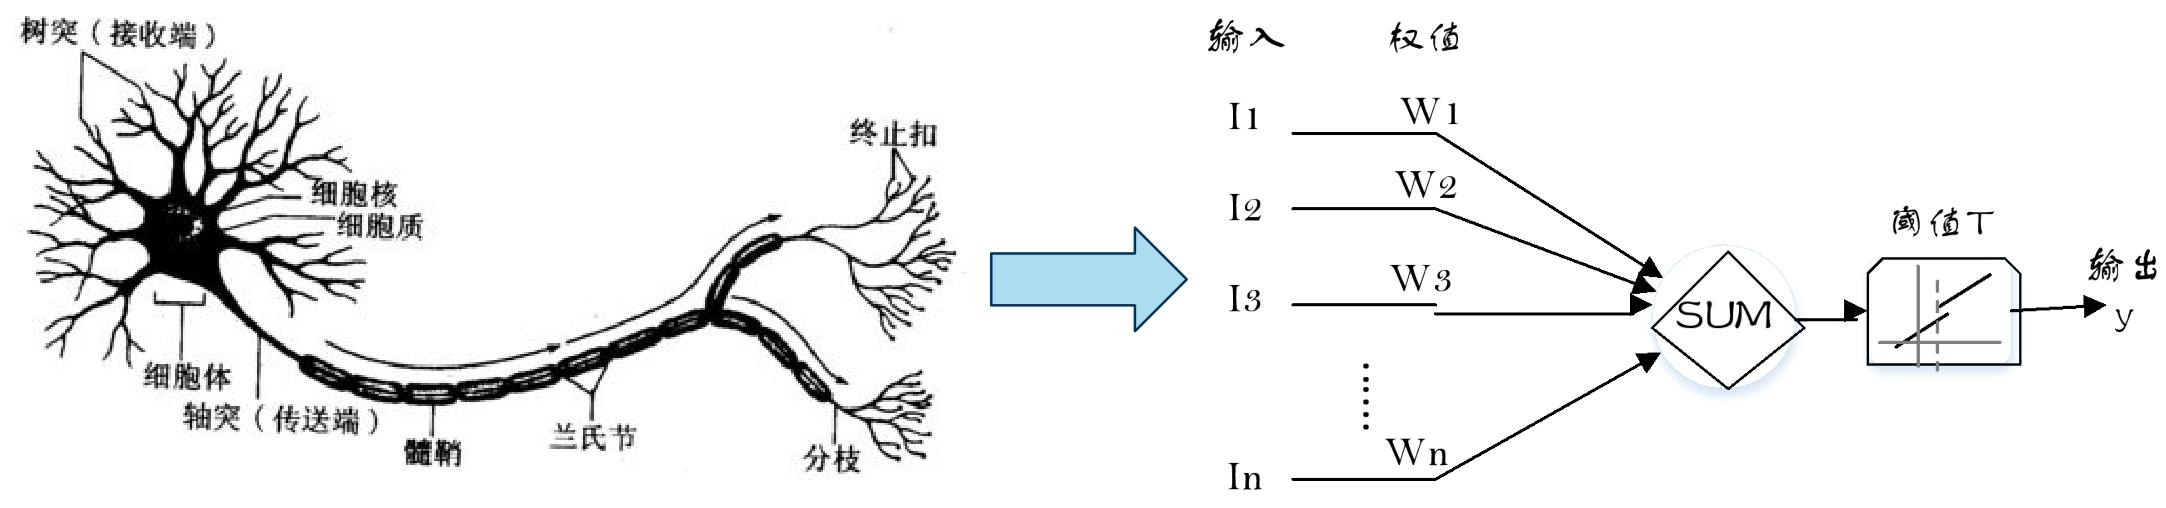 树突（接收端）
细胞核
细胞质
细胞体
轴突（传送端）
髓鞘
兰氏节
分枝
终止扣
输入
权值
I1
W1
I2
W2
I3
W3
In
Wn
SUM
阈值T
输出
y